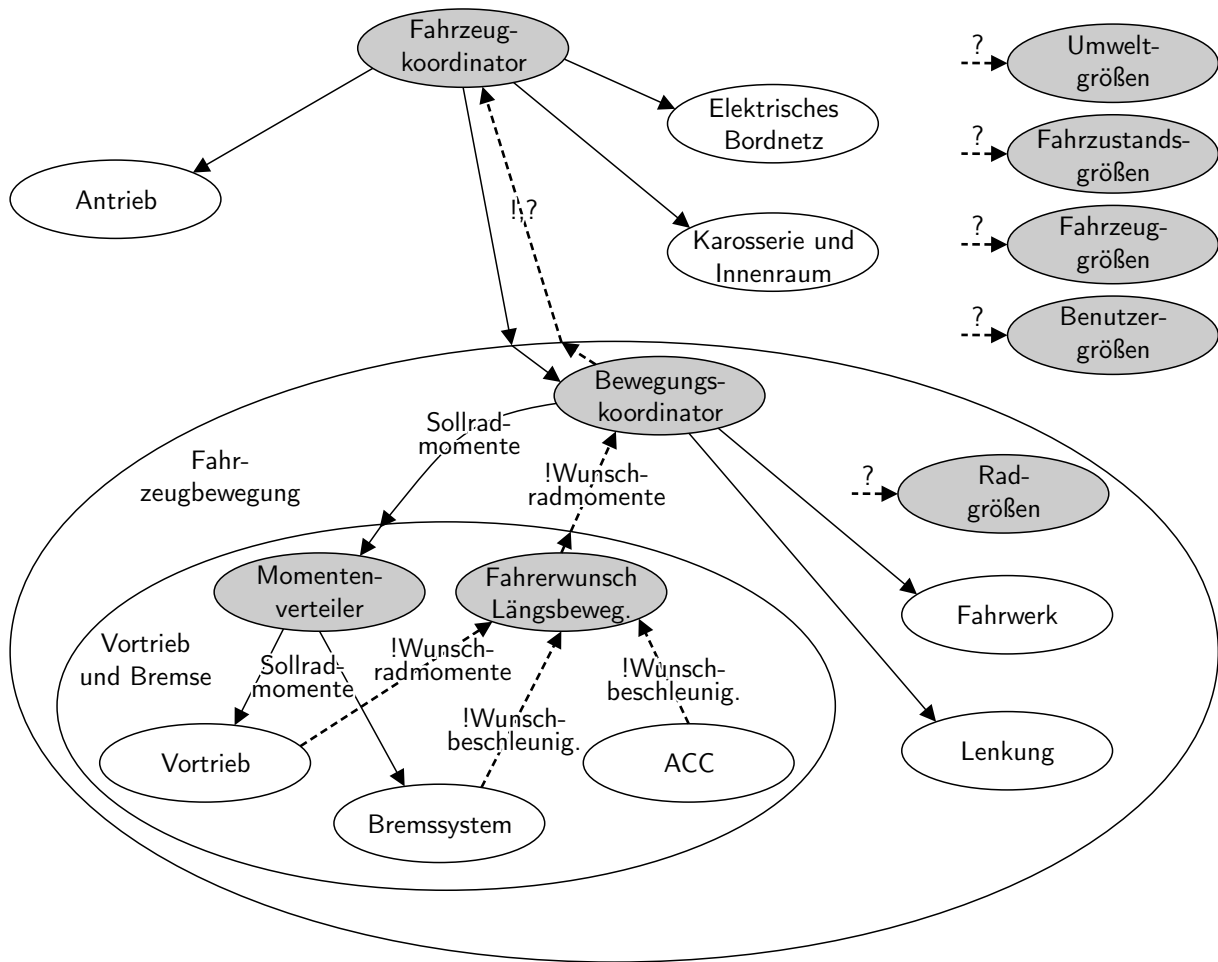 Fahrzeug-
koordinator
?
Umwelt-
größen
Elektrisches
Bordnetz
?
Fahrzustands-
größen
Antrieb
!,?
Karosserie und
Innenraum
?
Fahrzeug-
größen
?
Benutzer-
größen
Bewegungs-
koordinator
Sollrad-
momente
Fahr-
zeugbewegung
!Wunsch-
radmomente
?
Rad-
größen
Momenten-
verteiler
Fahrerwunsch
Längsbeweg.
Fahrwerk
Vortrieb
und Bremse
Sollrad-
momente
!Wunsch-
radmomente
!Wunsch-
beschleunig.
!Wunsch-
beschleunig.
Vortrieb
ACC
Lenkung
Bremssystem